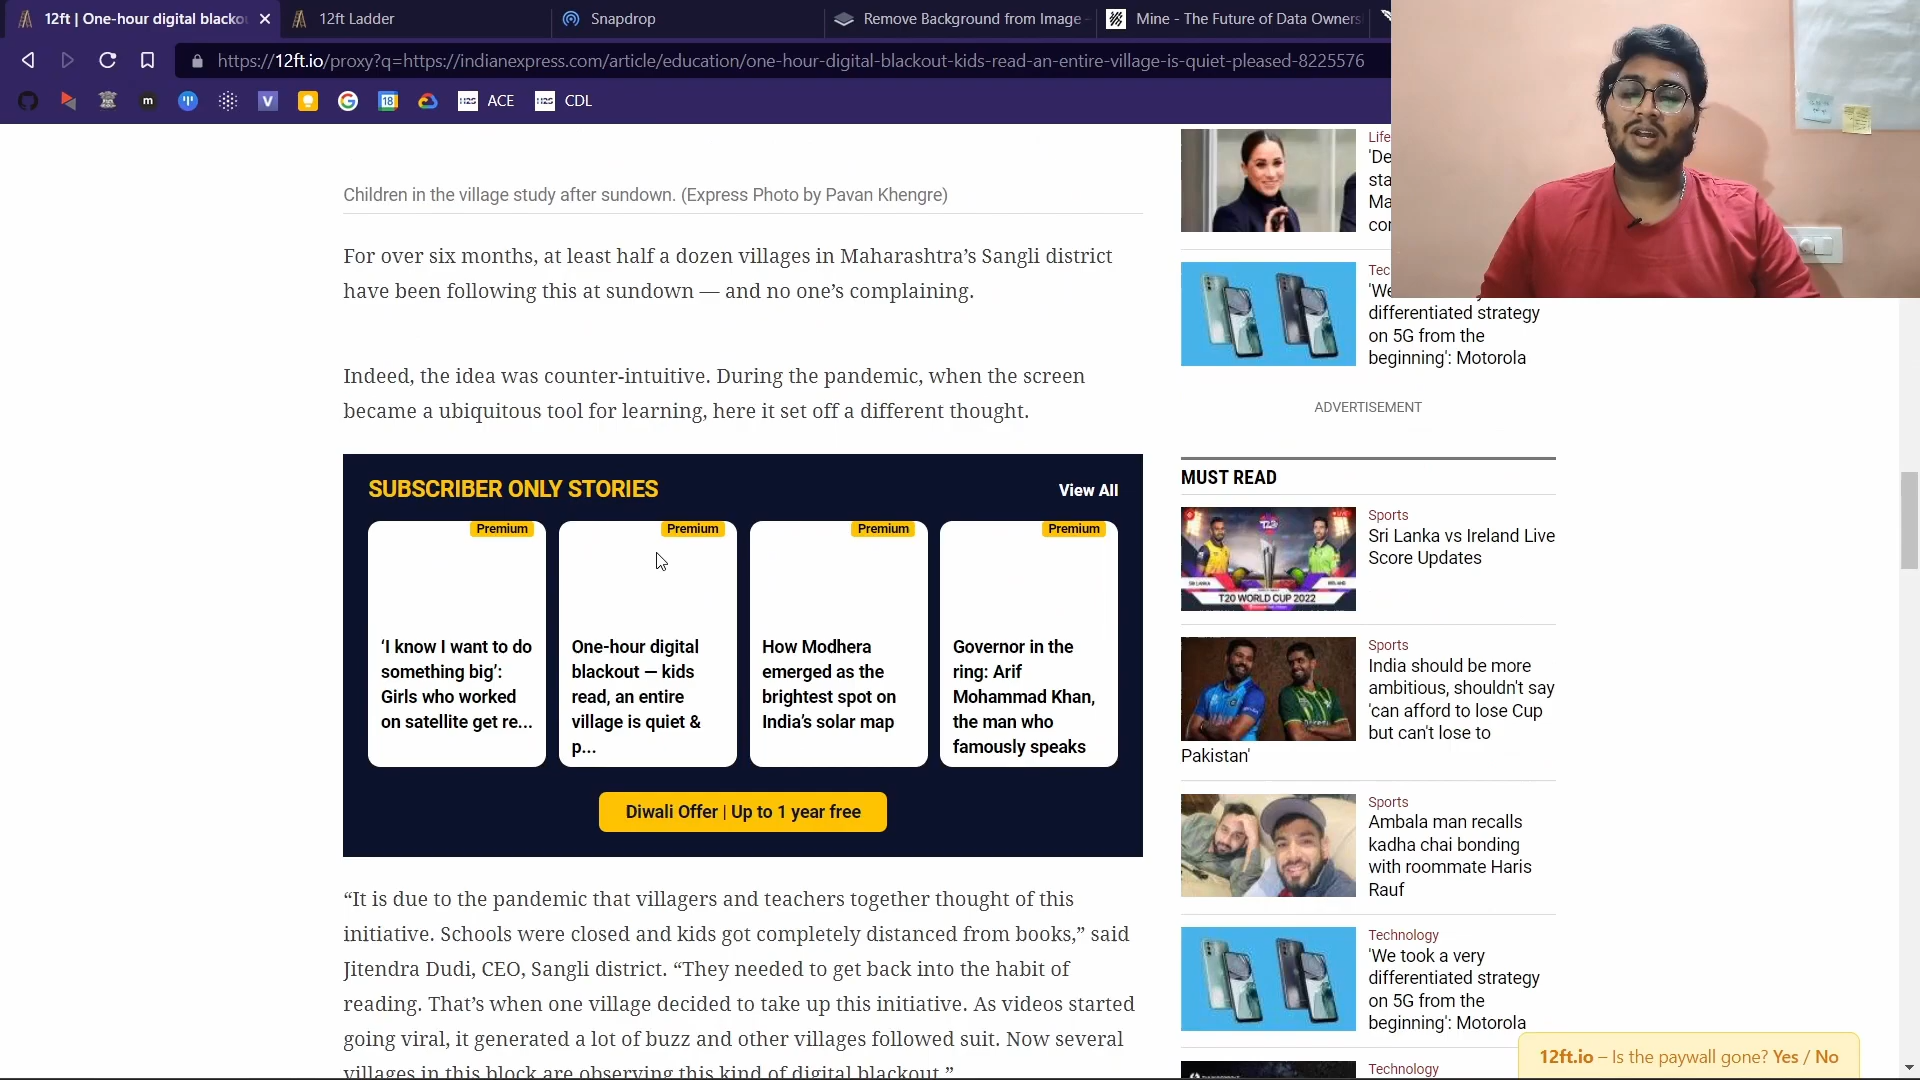 12ft | One-hour digital blacko
12ft Ladder
Snapdrop
Remove Background from Image -
Mine - The Future of Data Owners
https://12ft.io/proxy?q=https://indianexpress.com/article/education/one-hour-digital-blackout-kids-read-an-entire-village-is-quiet-pleased-8225576
m
V
18
H2S ACE
H2S CDL
Children in the village study after sundown. (Express Photo by Pavan Khengre)
For over six months, at least half a dozen villages in Maharashtra’s Sangli district
have been following this at sundown — and no one’s complaining.
Indeed, the idea was counter-intuitive. During the pandemic, when the screen
became a ubiquitous tool for learning, here it set off a different thought.
SUBSCRIBER ONLY STORIES
View All
Premium
‘I know I want to do
something big’:
Girls who worked
on satellite get re...
Premium
One-hour digital
blackout — kids
read, an entire
village is quiet &
p...
Premium
How Modhera
emerged as the
brightest spot on
India’s solar map
Premium
Governor in the
ring: Arif
Mohammad Khan,
the man who
famously speaks
Diwali Offer | Up to 1 year free
“It is due to the pandemic that villagers and teachers together thought of this
initiative. Schools were closed and kids got completely distanced from books,” said
Jitendra Dudi, CEO, Sangli district. “They needed to get back into the habit of
reading. That’s when one village decided to take up this initiative. As videos started
going viral, it generated a lot of buzz and other villages followed suit. Now several
villages in this block are observing this kind of digital blackout.”
Life
'De
sta
Ma
cor
Tec
'We
differentiated strategy
on 5G from the
beginning': Motorola
ADVERTISEMENT
MUST READ
T20 WORLD CUP 2022
Sports
Sri Lanka vs Ireland Live
Score Updates
Sports
India should be more
ambitious, shouldn't say
'can afford to lose Cup
but can't lose to
Pakistan'
Sports
Ambala man recalls
kadha chai bonding
with roommate Haris
Rauf
Technology
'We took a very
differentiated strategy
on 5G from the
beginning': Motorola
Technology
12ft.io – Is the paywall gone? Yes / No